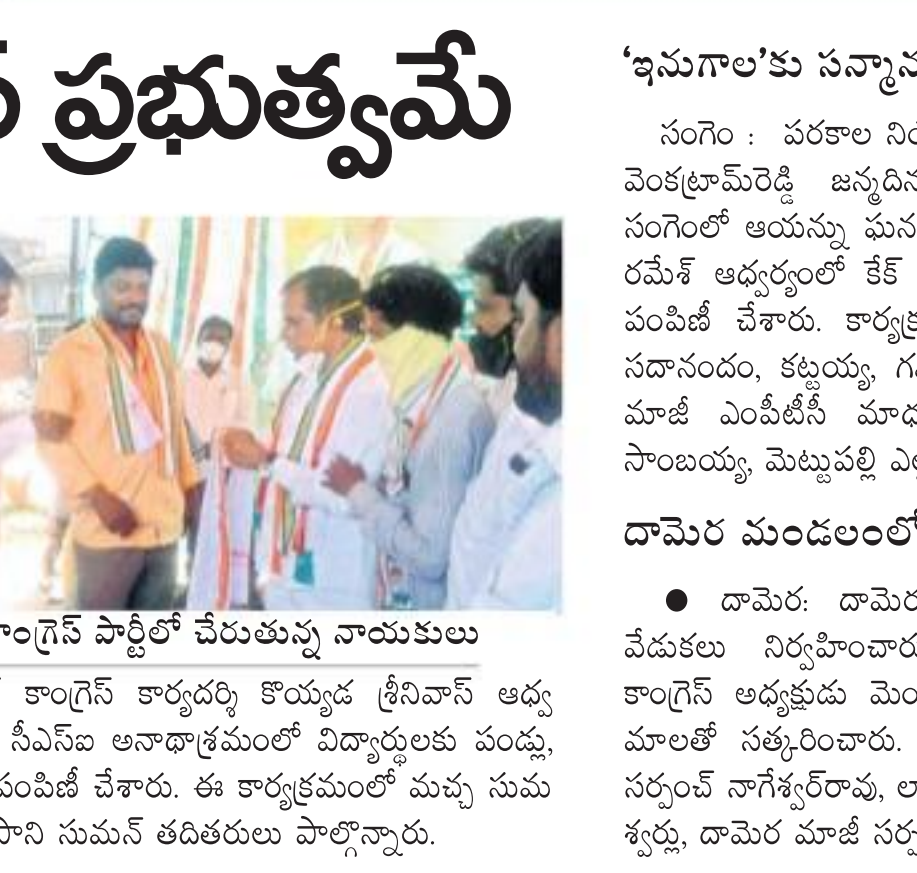 ప్రభుత్వమే
కాంగ్రెస్ పార్టీలో చేరుతున్న నాయకులు
కాంగ్రెస్ కార్యదర్శి కొయ్యడ శ్రీనివాస్ ఆధ్వ
సీఎస్ఐ అనాథాశ్రమంలో విద్యార్థులకు పండ్లు,
పంపిణీ చేశారు. ఈ కార్యక్రమంలో మచ్చ సుమ
సుమన్ తదితరులు పాల్గొన్నారు.
‘ఇనుగాల’కు సన్మాన
సంగెం : పరకాల
వెంకట్రామ్‌రెడ్డి జన్మదిన
సంగెంలో ఆయన్ను ఘన
రమేశ్ ఆధ్వర్యంలో కేక్
పంపిణీ చేశారు. కార్యక్ర
సదానందం, కట్టయ్య,
మాజీ ఎంపీటీసీ
సాంబయ్య, మెట్టుపల్లి
దామెర మండలంలో
● దామెర: దామెర
వేడుకలు నిర్వహించారు
కాంగ్రెస్ అధ్యక్షుడు
మాలతో సత్కరించారు.
సర్పంచ్ నాగేశ్వర్‌రావు,
శ్వర్లు, దామెర మాజీ